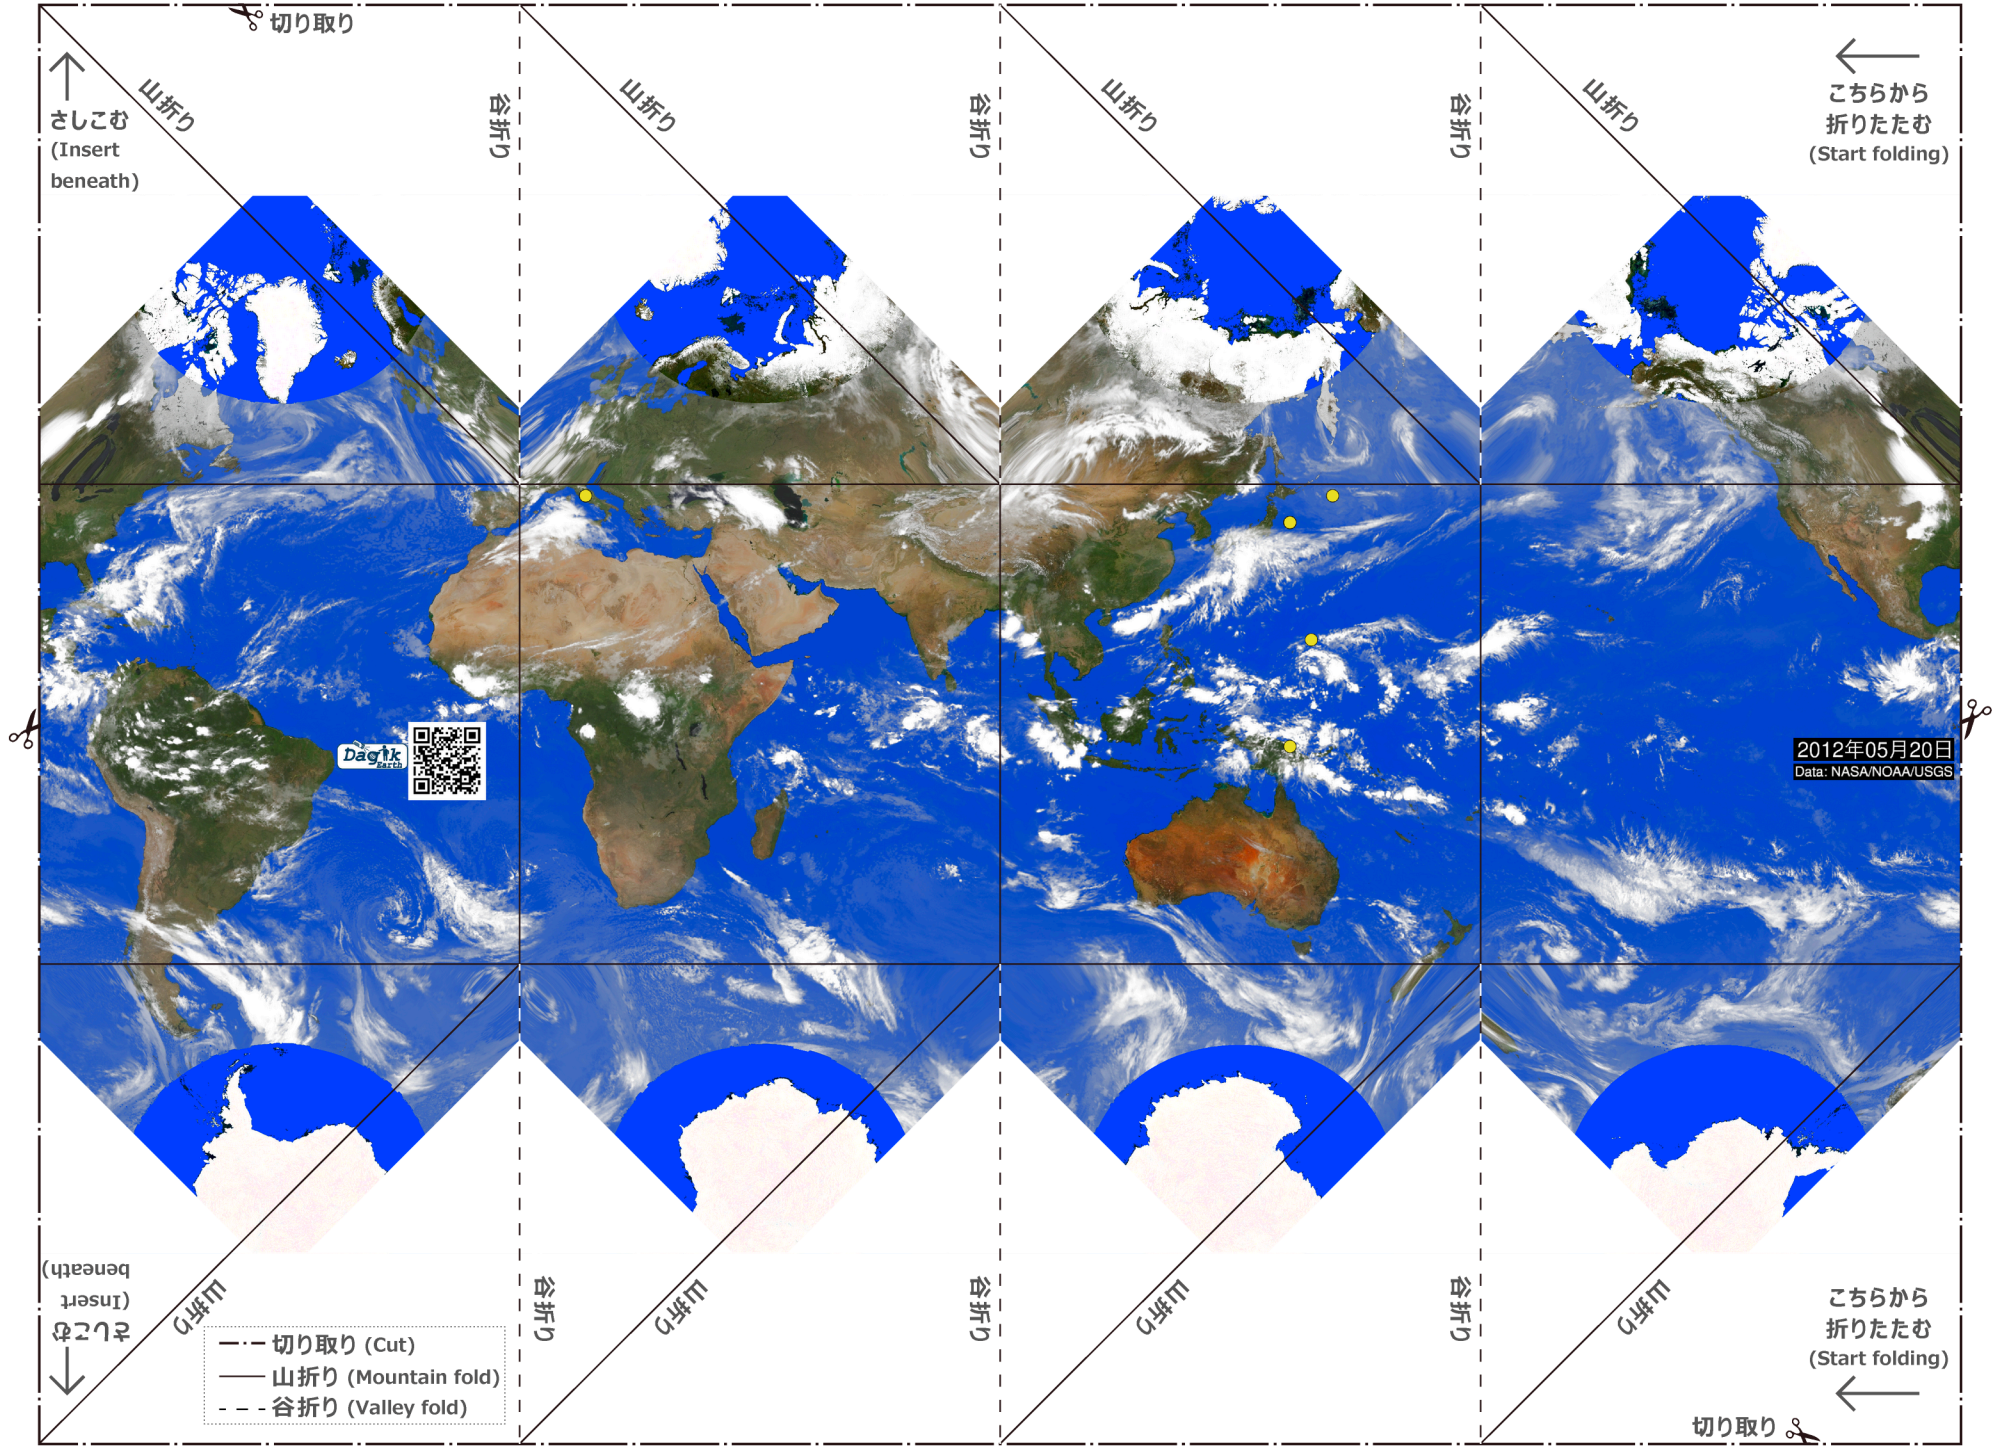 切り取り
さしこむ
(Insert
beneath)
山折り
谷折り
山折り
谷折り
山折り
谷折り
山折り
こちらから
折りたたむ
(Start folding)
Dagik
Earth
2012年05月20日
Data: NASA/NOAA/USGS
さしこむ
(Insert
beneath)
山折り
谷折り
山折り
谷折り
山折り
谷折り
山折り
こちらから
折りたたむ
(Start folding)
切り取り (Cut)
山折り (Mountain fold)
谷折り (Valley fold)
切り取り